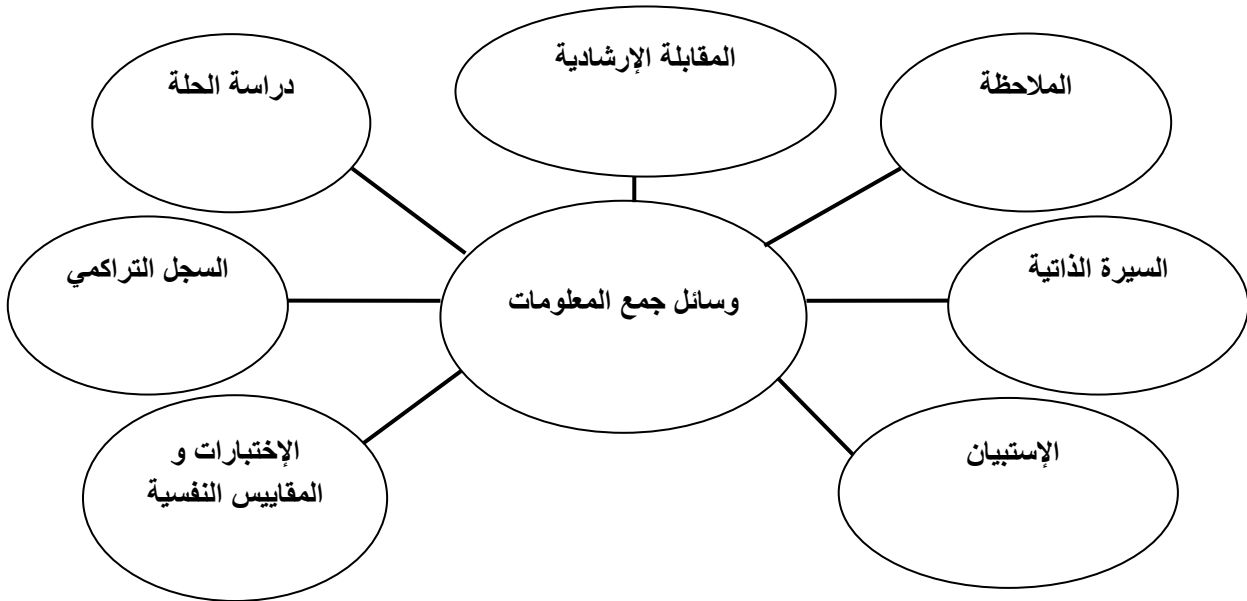 المقابلة الإرشادية
الملاحظة
دراسة الحلة
السيرة الذاتية
السجل التراكمي
وسائل جمع المعلومات
الإستبيان
الإختبارات و
المقاييس النفسية